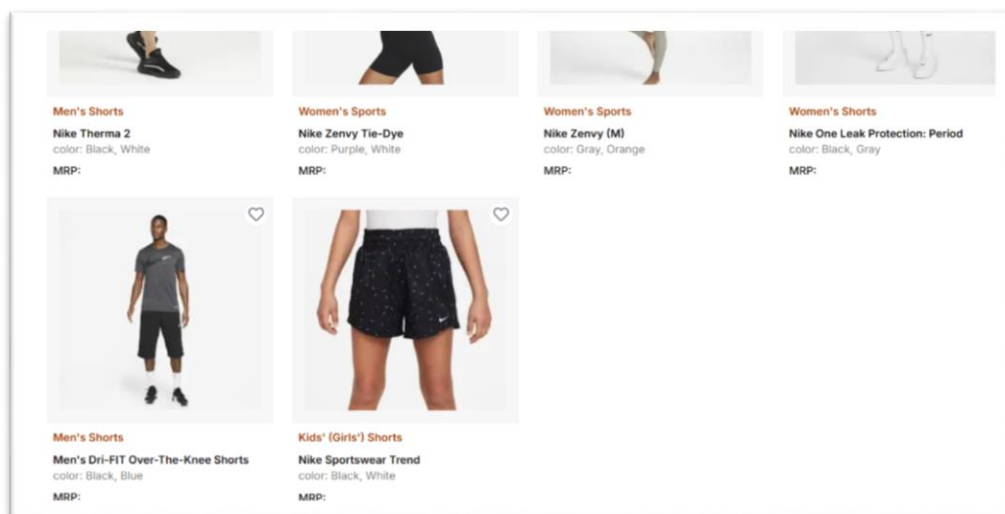 Men's Shorts
Nike Therma 2
color: Black, White
MRP:
Women's Sports
Nike Zenvy Tie-Dye
color: Purple, White
MRP:
Women's Sports
Nike Zenvy (M)
color: Gray, Orange
MRP:
Women's Shorts
Nike One Leak Protection: Period
color: Black, Gray
MRP:
Men's Shorts
Men's Dri-FIT Over-The-Knee Shorts
color: Black, Blue
MRP:
Kids' (Girls') Shorts
Nike Sportswear Trend
color: Black, White
MRP: